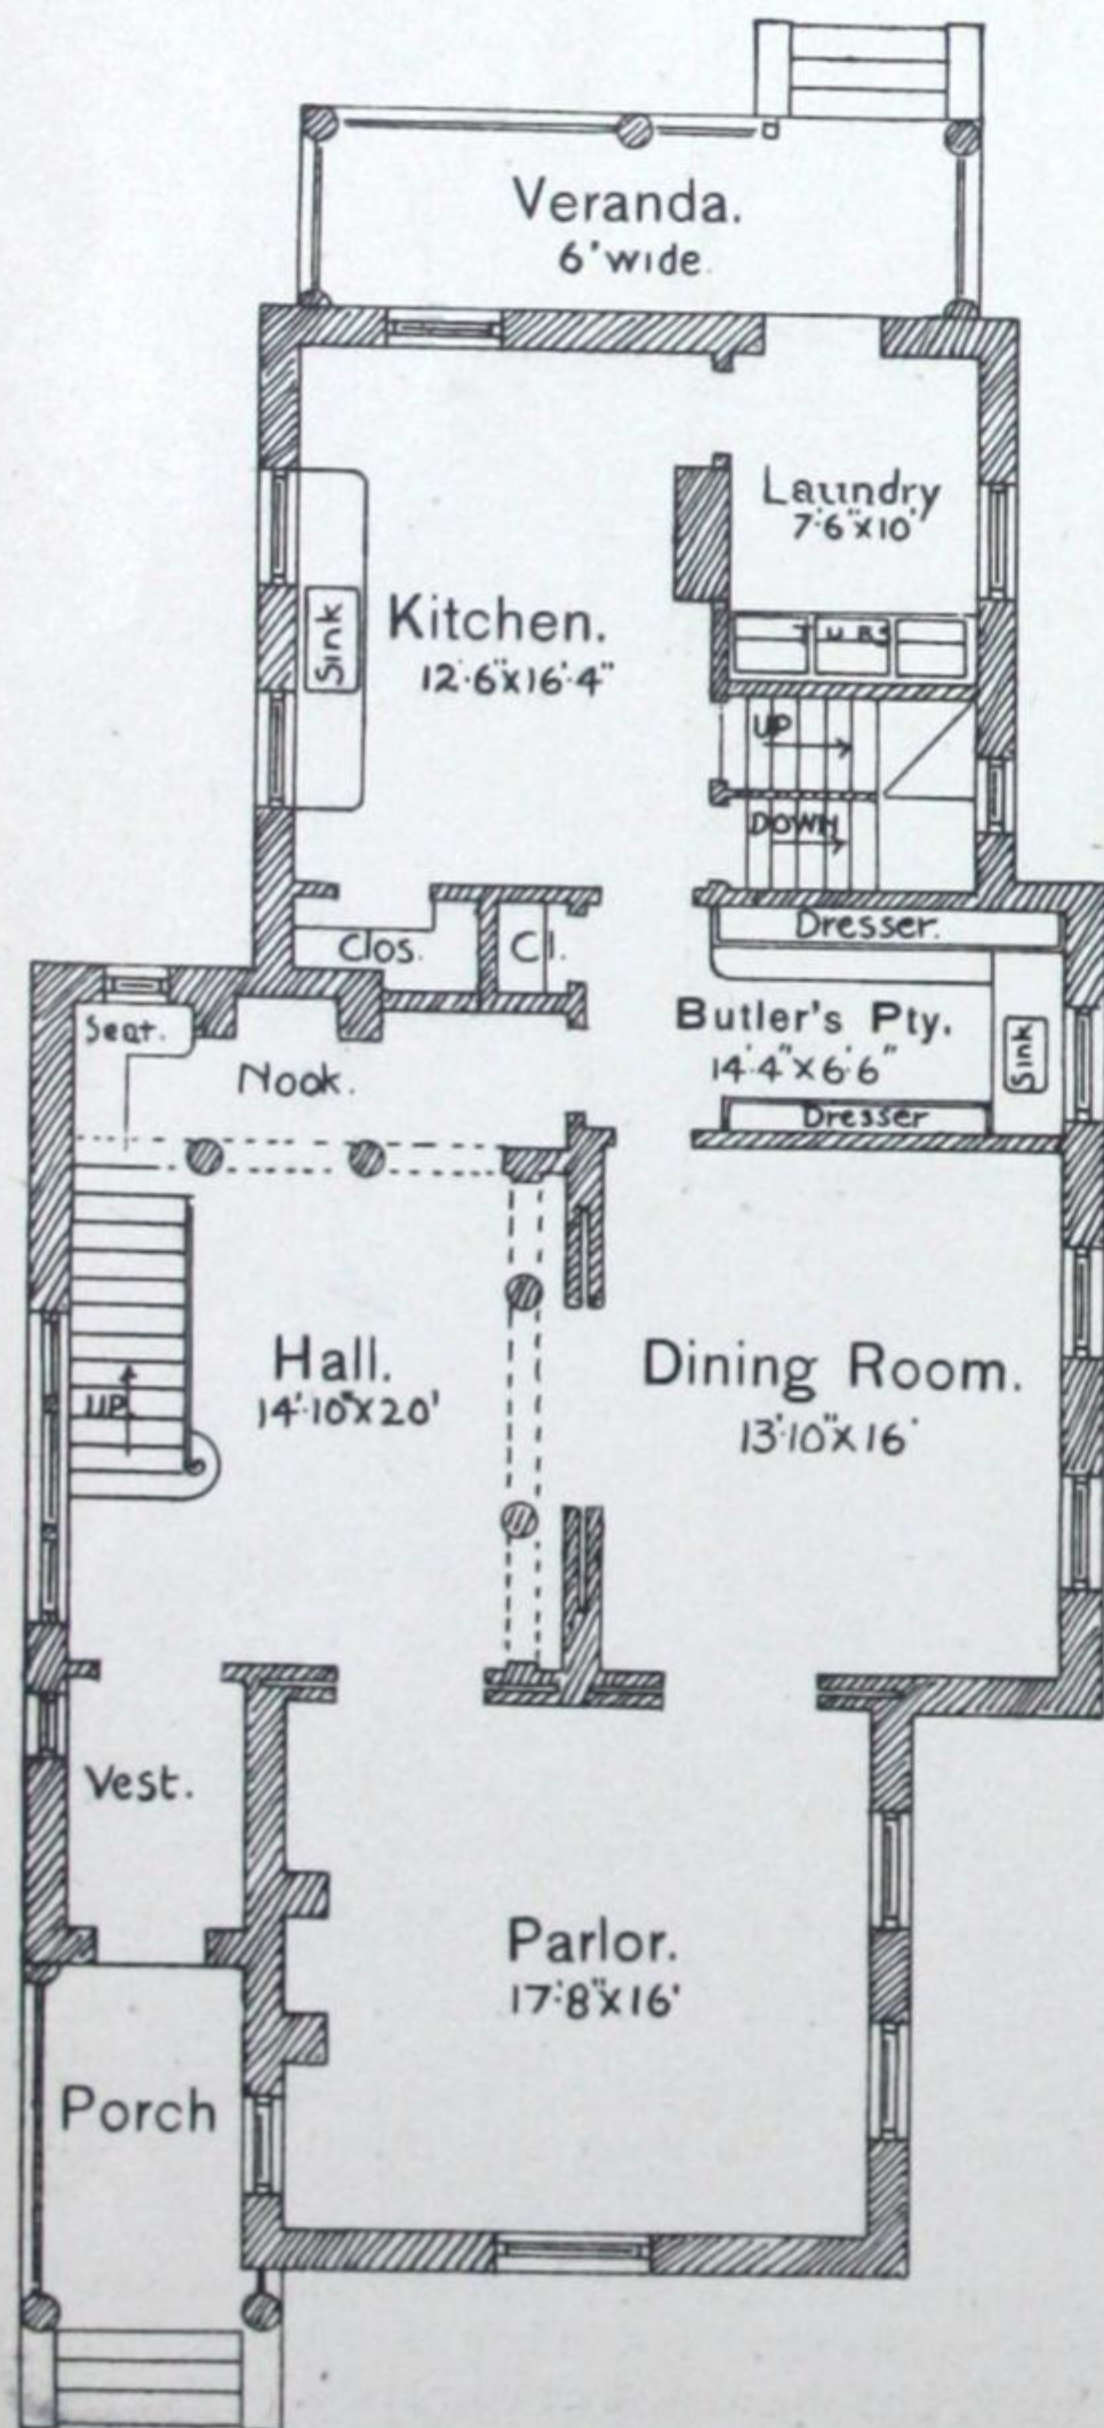 Veranda.
6' wide.
Laundry
7'6"X10'
Kitchen.
12'6"X16'4"
Sink
TUBS
UP
DOWN
Dresser.
Clos.
Cl.
Butler's Pty.
14'4"X6'6"
Sink
Dresser
Seat.
Nook.
Hall.
14'10"X20'
UP.
Dining Room.
13'10"X16'
Vest.
Parlor.
17'8"X16'
Porch